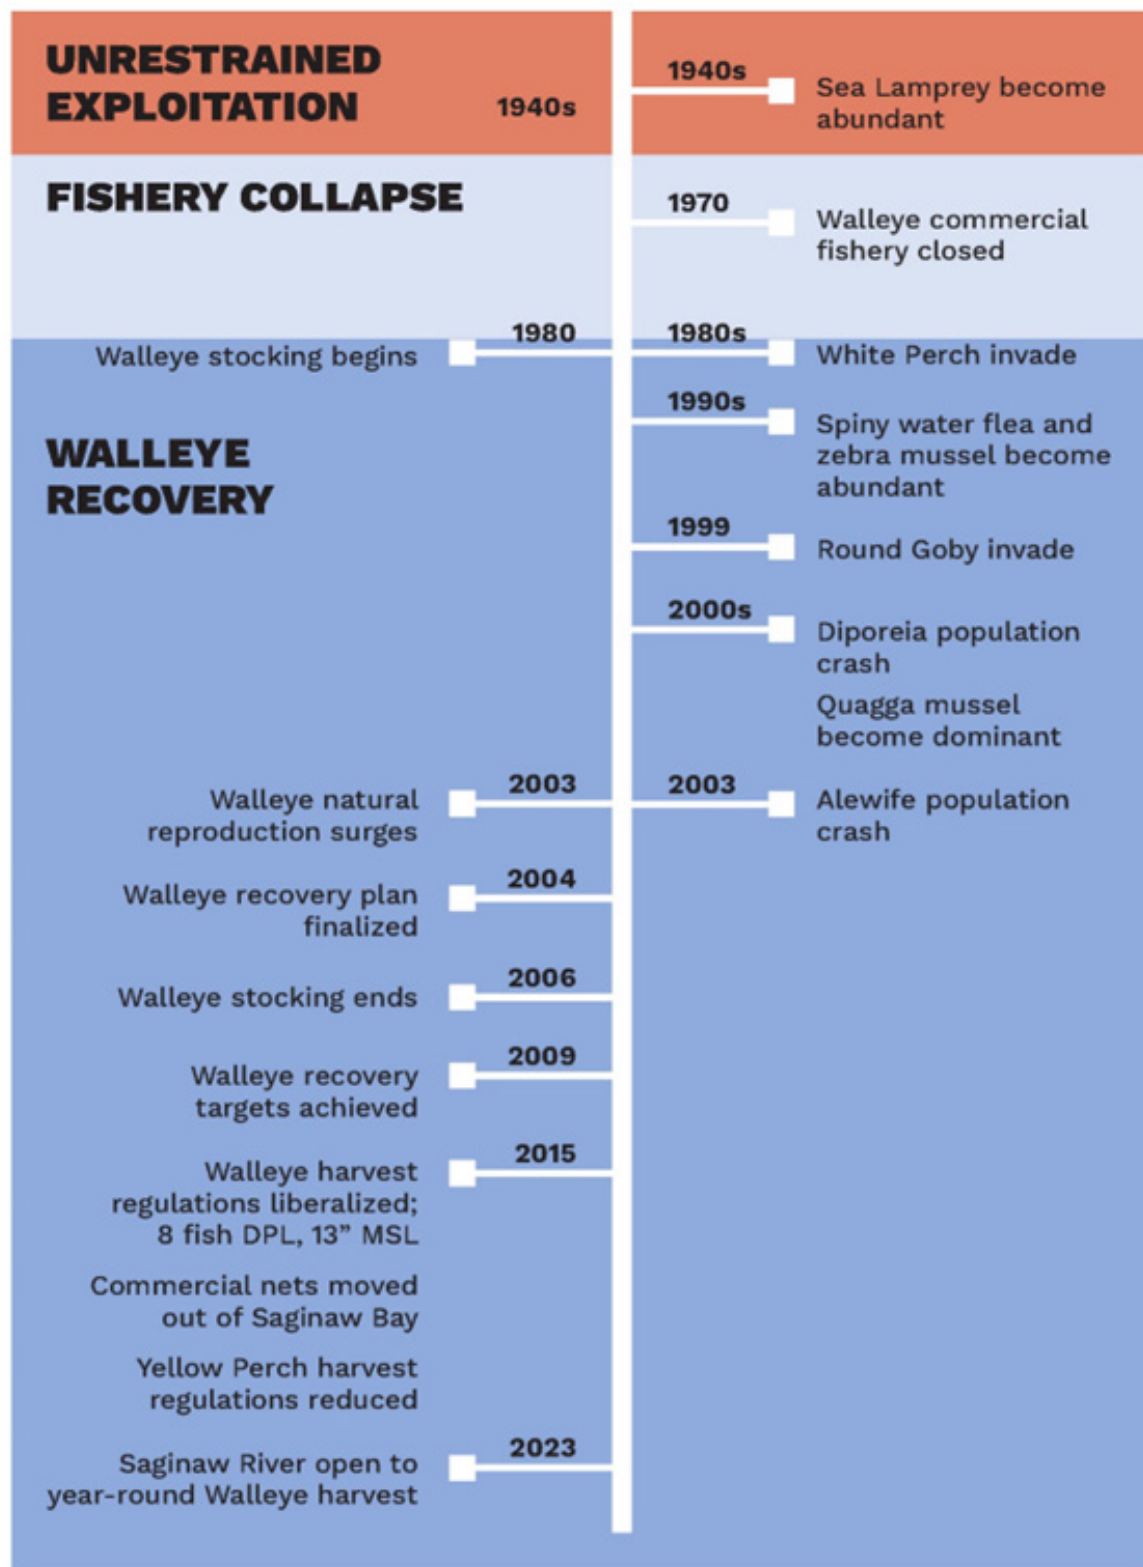 UNRESTRAINED
EXPLOITATION
1940s
1940s
Sea Lamprey become
abundant
FISHERY COLLAPSE
1970
Walleye commercial
fishery closed
1980
Walleye stocking begins
1980s
White Perch invade
WALLEYE
RECOVERY
1990s
Spiny water flea and
zebra mussel become
abundant
1999
Round Goby invade
2000s
Diporeia population
crash
Quagga mussel
become dominant
2003
Walleye natural
reproduction surges
2003
Alewife population
crash
2004
Walleye recovery plan
finalized
2006
Walleye stocking ends
2009
Walleye recovery
targets achieved
2015
Walleye harvest
regulations liberalized;
8 fish DPL, 13” MSL
Commercial nets moved
out of Saginaw Bay
Yellow Perch harvest
regulations reduced
2023
Saginaw River open to
year-round Walleye harvest